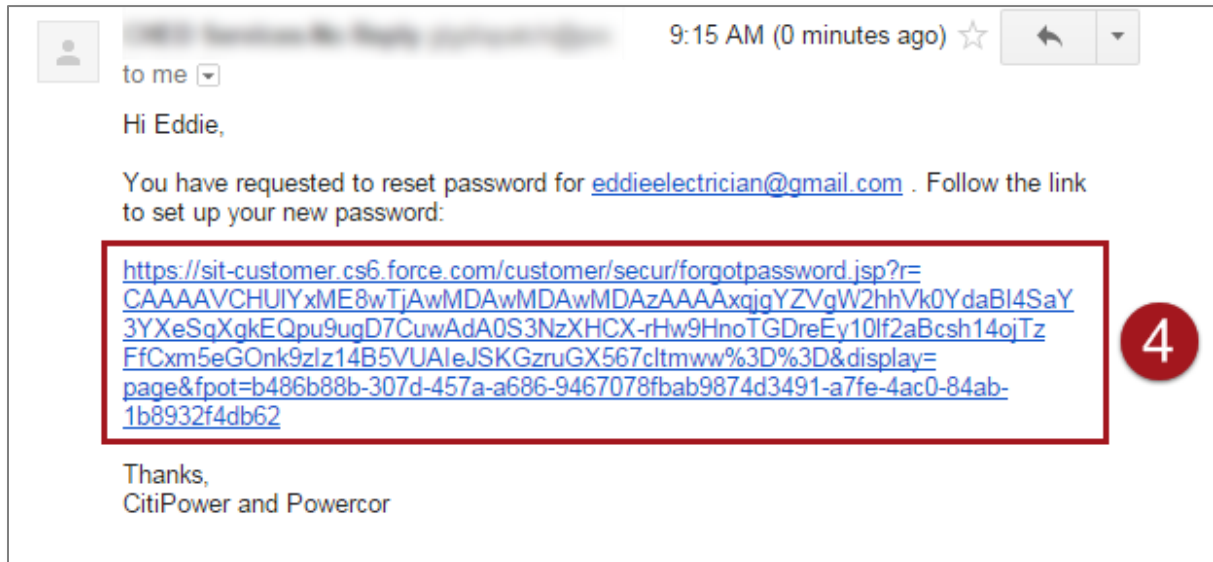 9:15 AM (0 minutes ago)
to me
Hi Eddie,
You have requested to reset password for eddieelectrician@gmail.com . Follow the link
to set up your new password:
https://sit-customer.cs6.force.com/customer/secur/forgotpassword.jsp?r=
CAAAAVCHUlYxME8wTjAwMDAwMDAwMDAzAAAAxqjgYZVgW2hhVk0YdaBI4SaY
3YXeSqXgkEQpu9ugD7CuwAdA0S3NzXHCX-rHw9HnoTGDreEy10lf2aBcsh14ojTz
FfCxm5eGOnk9zlz14B5VUAIeJSKGzruGX567cltmww%3D%3D&display=
page&fpot=b486b88b-307d-457a-a686-9467078fbab9874d3491-a7fe-4ac0-84ab-
1b8932f4db62
4
Thanks,
CitiPower and Powercor